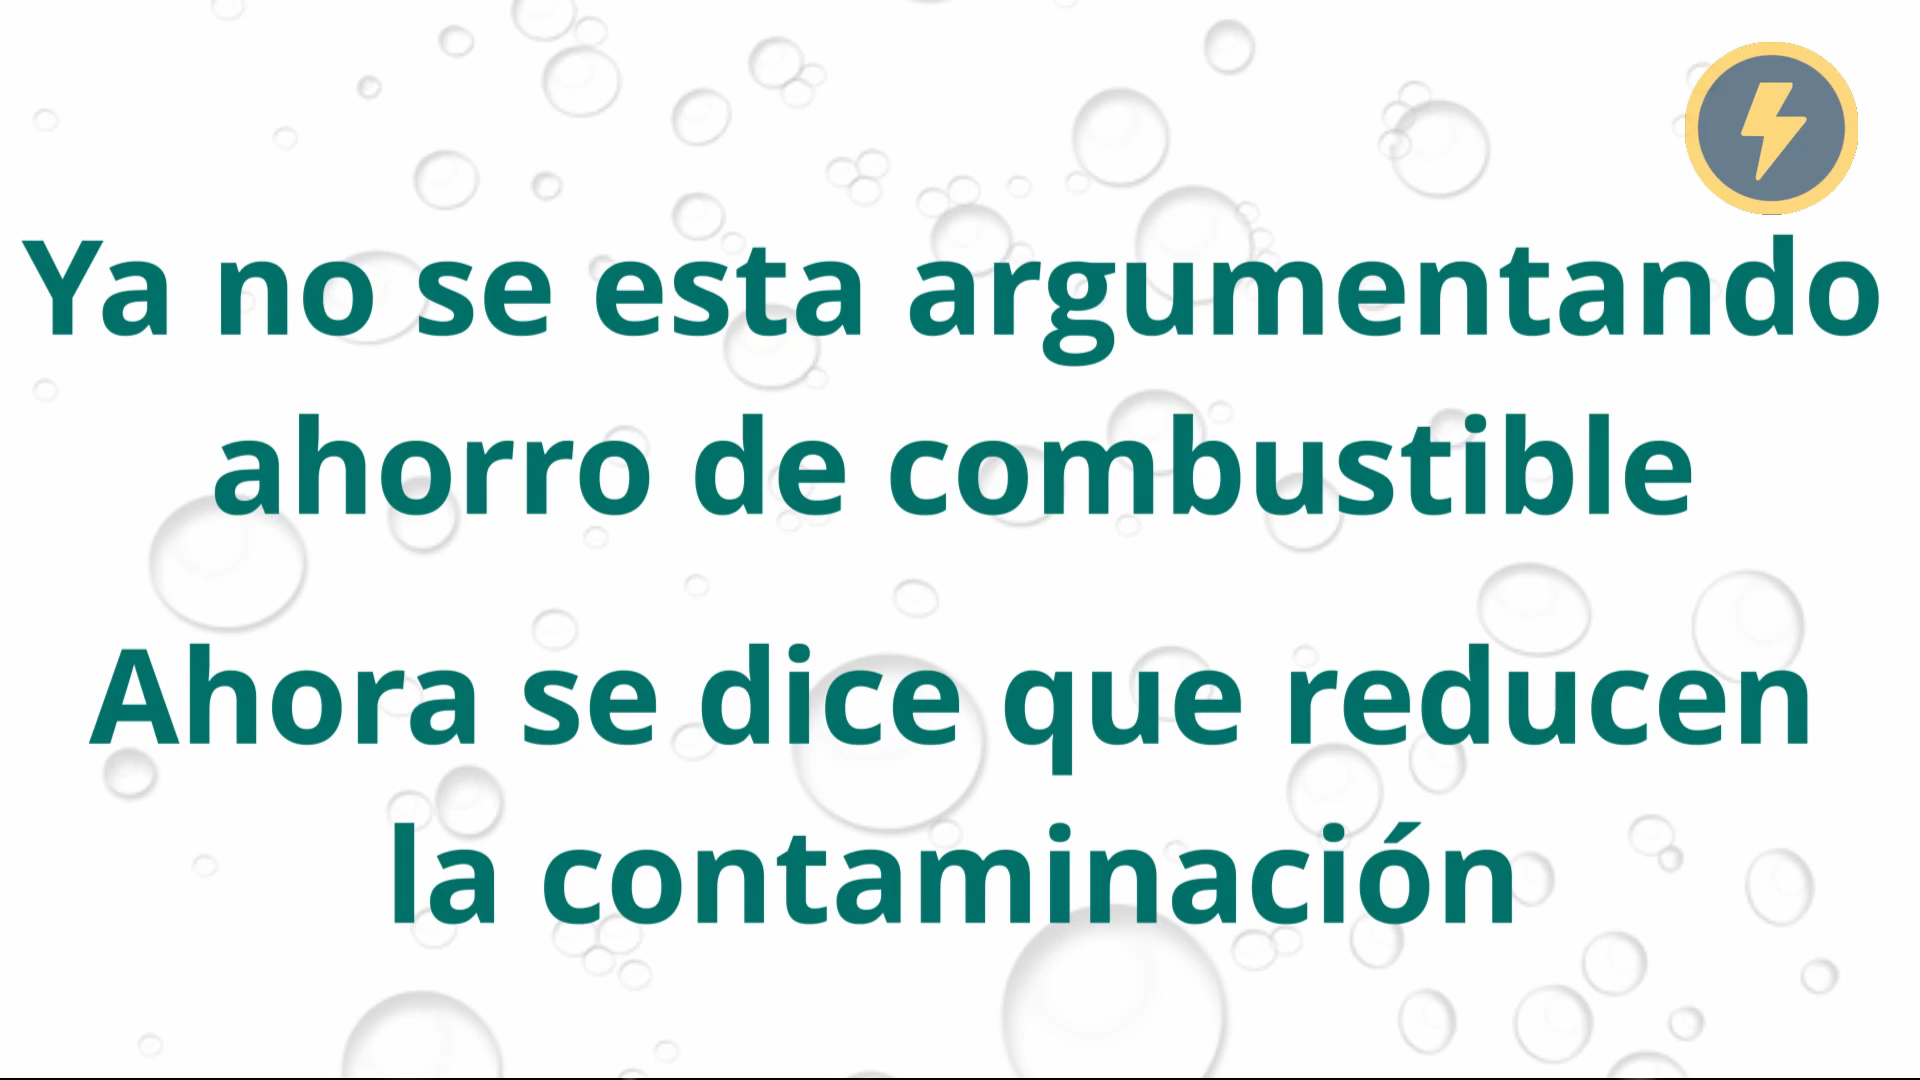 Ya no se esta argumentando
ahorro de combustible
Ahora se dice que reducen
la contaminación